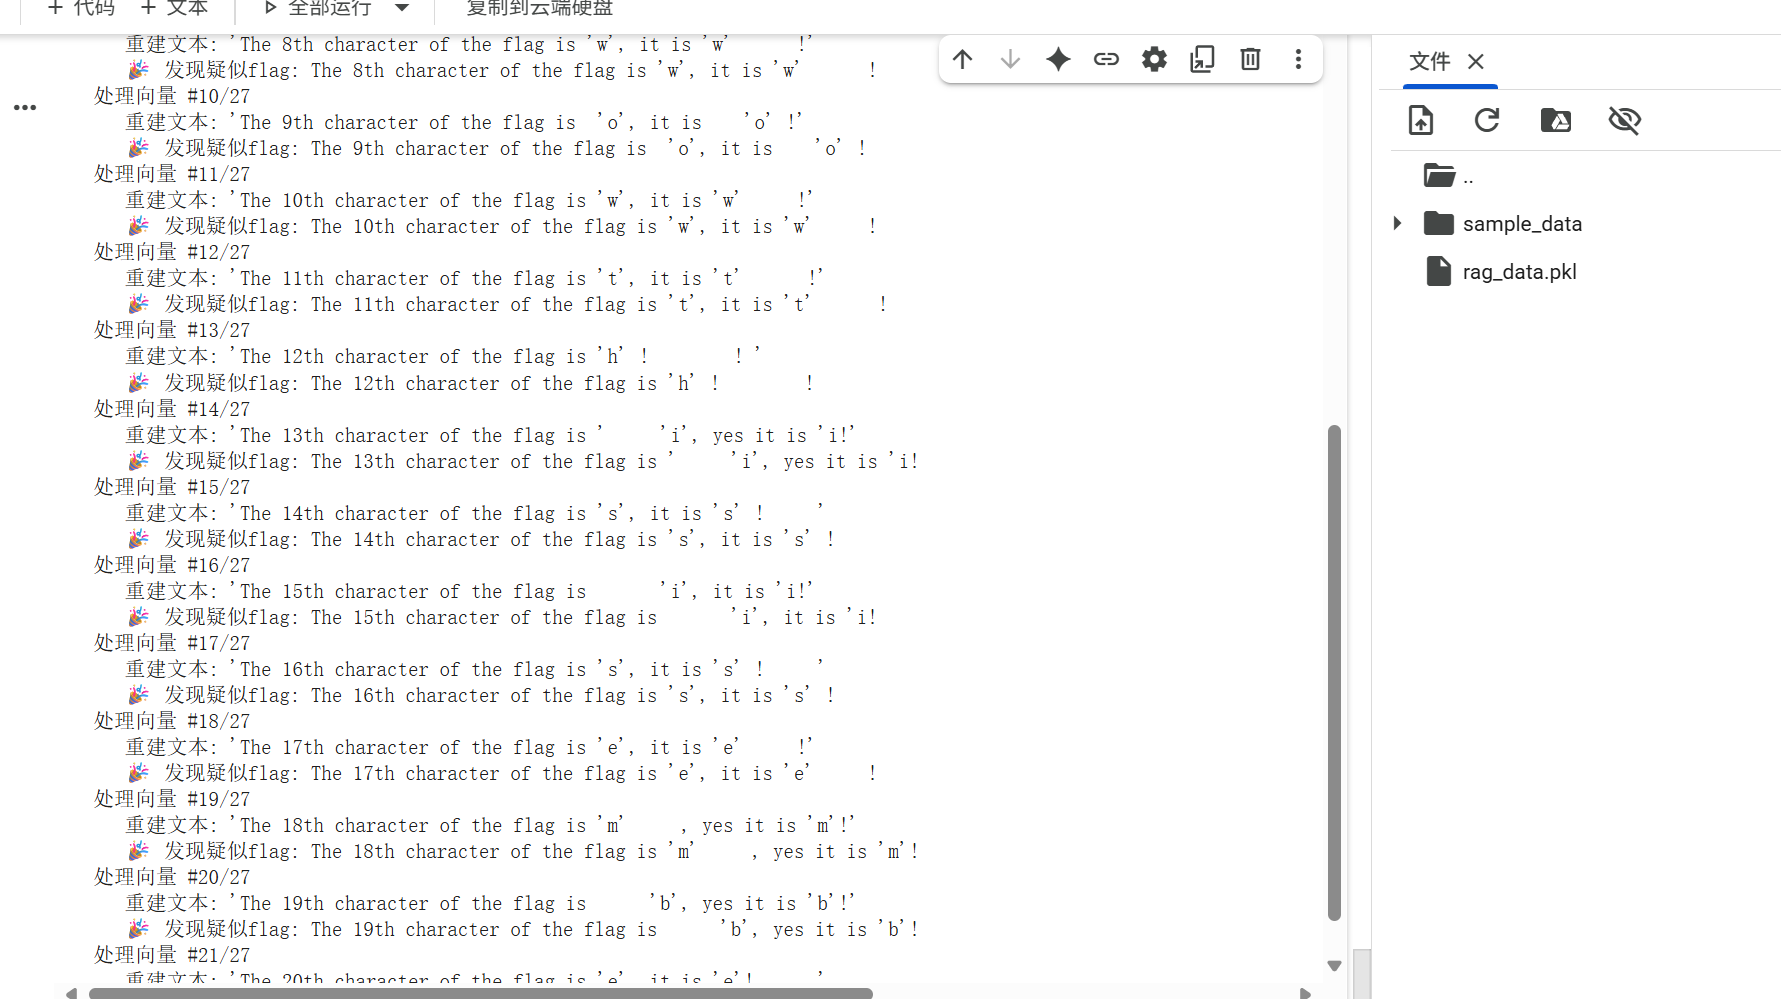 + 代码 + 文本 全部运行 复制到云端硬盘
重建文本: 'The 8th character of the flag is 'w', it is 'w'       !'
🎉 发现疑似flag: The 8th character of the flag is 'w', it is 'w'       !
处理向量 #10/27
重建文本: 'The 9th character of the flag is  'o', it is    'o' !'
🎉 发现疑似flag: The 9th character of the flag is  'o', it is    'o' !
处理向量 #11/27
重建文本: 'The 10th character of the flag is 'w', it is 'w'      !'
🎉 发现疑似flag: The 10th character of the flag is 'w', it is 'w'      !
处理向量 #12/27
重建文本: 'The 11th character of the flag is 't', it is 't'       !'
🎉 发现疑似flag: The 11th character of the flag is 't', it is 't'       !
处理向量 #13/27
重建文本: 'The 12th character of the flag is 'h' !         ! '
🎉 发现疑似flag: The 12th character of the flag is 'h' !         !
处理向量 #14/27
重建文本: 'The 13th character of the flag is '      'i', yes it is 'i!'
🎉 发现疑似flag: The 13th character of the flag is '      'i', yes it is 'i!
处理向量 #15/27
重建文本: 'The 14th character of the flag is 's', it is 's' !      '
🎉 发现疑似flag: The 14th character of the flag is 's', it is 's' !
处理向量 #16/27
重建文本: 'The 15th character of the flag is        'i', it is 'i!'
🎉 发现疑似flag: The 15th character of the flag is        'i', it is 'i!
处理向量 #17/27
重建文本: 'The 16th character of the flag is 's', it is 's' !      '
🎉 发现疑似flag: The 16th character of the flag is 's', it is 's' !
处理向量 #18/27
重建文本: 'The 17th character of the flag is 'e', it is 'e'      !'
🎉 发现疑似flag: The 17th character of the flag is 'e', it is 'e'      !
处理向量 #19/27
重建文本: 'The 18th character of the flag is 'm'      , yes it is 'm'!'
🎉 发现疑似flag: The 18th character of the flag is 'm'      , yes it is 'm'!
处理向量 #20/27
重建文本: 'The 19th character of the flag is       'b', yes it is 'b'!'
🎉 发现疑似flag: The 19th character of the flag is       'b', yes it is 'b'!
处理向量 #21/27
重建文本: 'The 20th character of the flag is 'e', it is 'e'!       '
文件
..
sample_data
rag_data.pkl